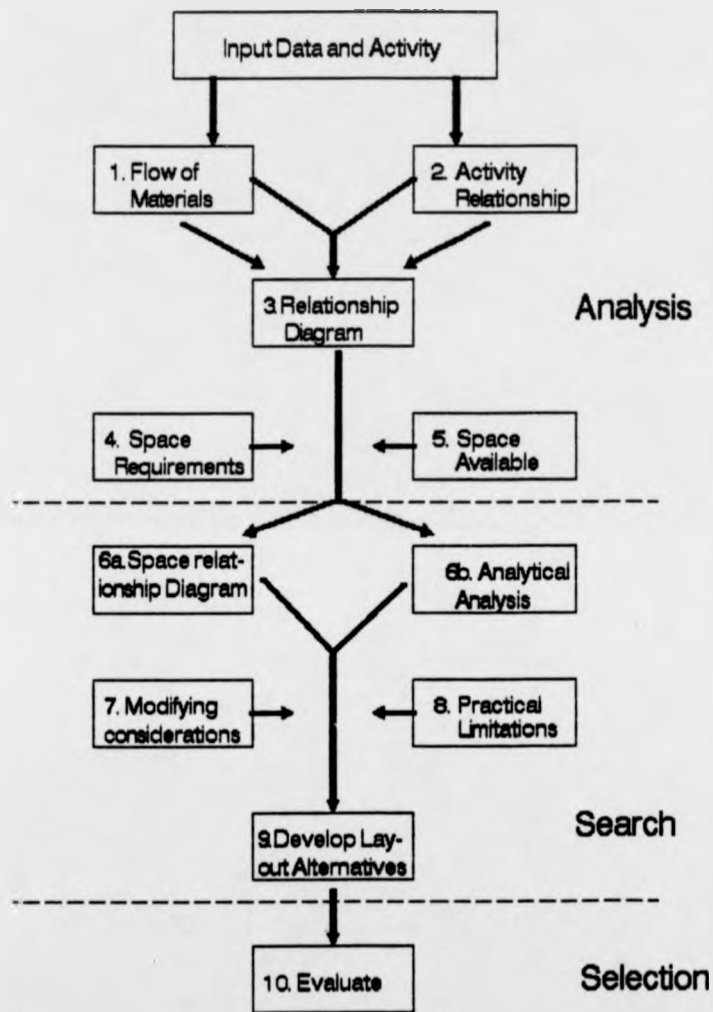 Input Data and Activity
1. Flow of
Materials
2. Activity
Relationship
3. Relationship
Diagram
Analysis
4. Space
Requirements
5. Space
Available
6a. Space relat-
ionship Diagram
6b. Analytical
Analysis
7. Modifying
considerations
8. Practical
Limitations
9. Develop Lay-
out Alternatives
Search
10. Evaluate
Selection